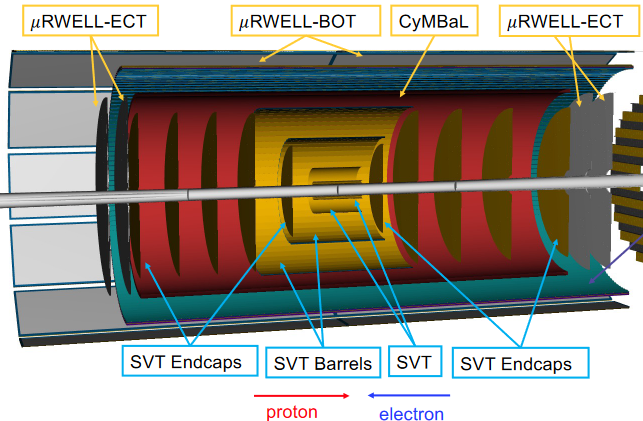 μRWELL-ECT
μRWELL-BOT
CyMBaL
μRWELL-ECT
SVT Endcaps
SVT Barrels
SVT
SVT Endcaps
proton
electron